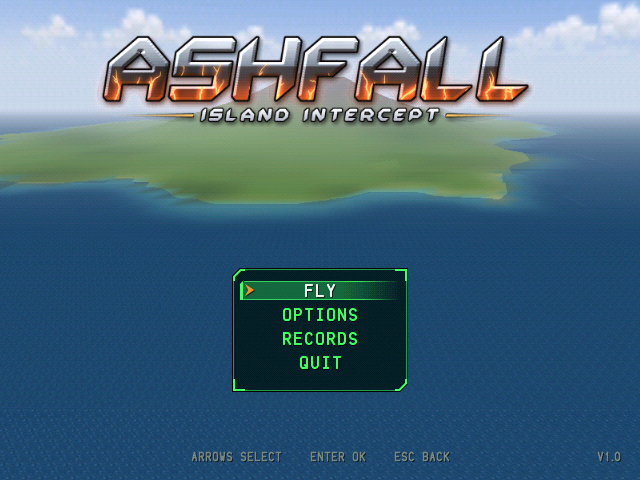 ASHFALL
ISLAND INTERCEPT
FLY
OPTIONS
RECORDS
QUIT
ARROWS SELECT ENTER OK ESC BACK V1.0